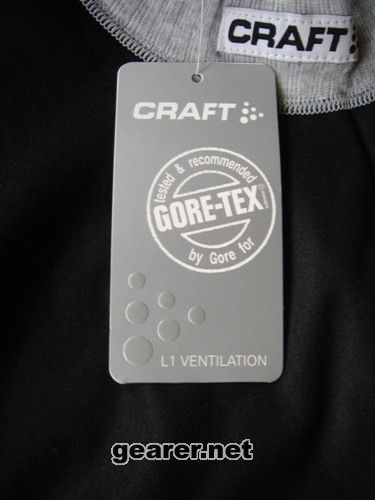 CRAFT
CRAFT
tested & recommended
GORE-TEX
by Gore for
L1 VENTILATION
gearer.net